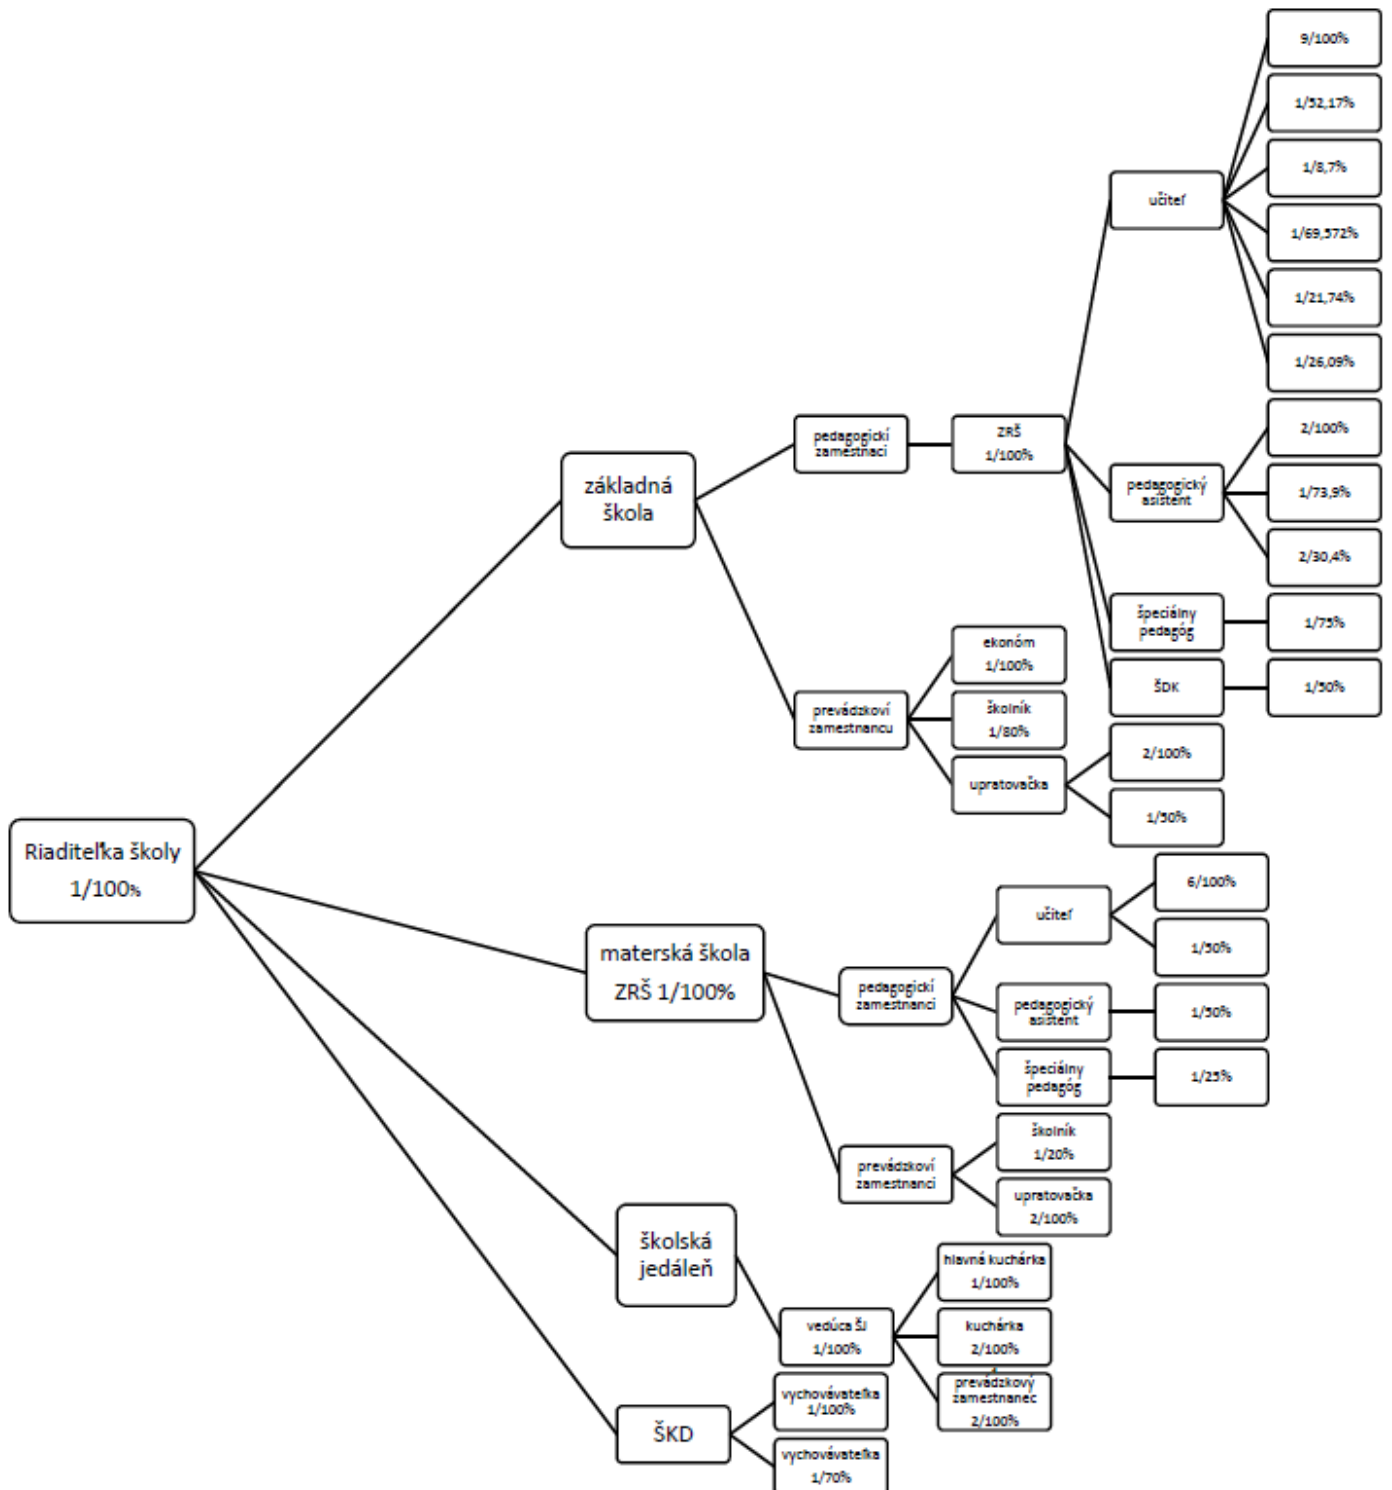 Riaditeľka školy
1/100%
základná
škola
pedagogickí
zamestnaci
ZRŠ
1/100%
učiteľ
9/100%
1/52,17%
1/8,7%
1/69,572%
1/21,74%
1/26,09%
pedagogický
asistent
2/100%
1/73,9%
2/30,4%
špeciálny
pedagóg
1/75%
ŠDK
1/50%
prevádzkoví
zamestnancu
ekonóm
1/100%
školník
1/80%
upratovačka
2/100%
1/50%
materská škola
ZRŠ 1/100%
pedagogickí
zamestnanci
učiteľ
6/100%
1/50%
pedagogický
asistent
1/50%
špeciálny
pedagóg
1/25%
prevádzkoví
zamestnanci
školník
1/20%
upratovačka
2/100%
školská
jedáleň
vedúca ŠJ
1/100%
hlavná kuchárka
1/100%
kuchárka
2/100%
prevádzkový
zamestnanec
2/100%
ŠKD
vychovávateľka
1/100%
vychovávateľka
1/70%